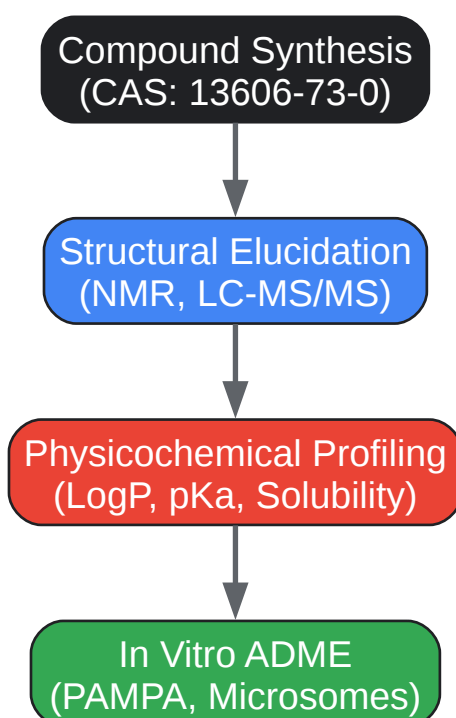 Compound Synthesis
(CAS: 13606-73-0)
Structural Elucidation
(NMR, LC-MS/MS)
Physicochemical Profiling
(LogP, pKa, Solubility)
In Vitro ADME
(PAMPA, Microsomes)